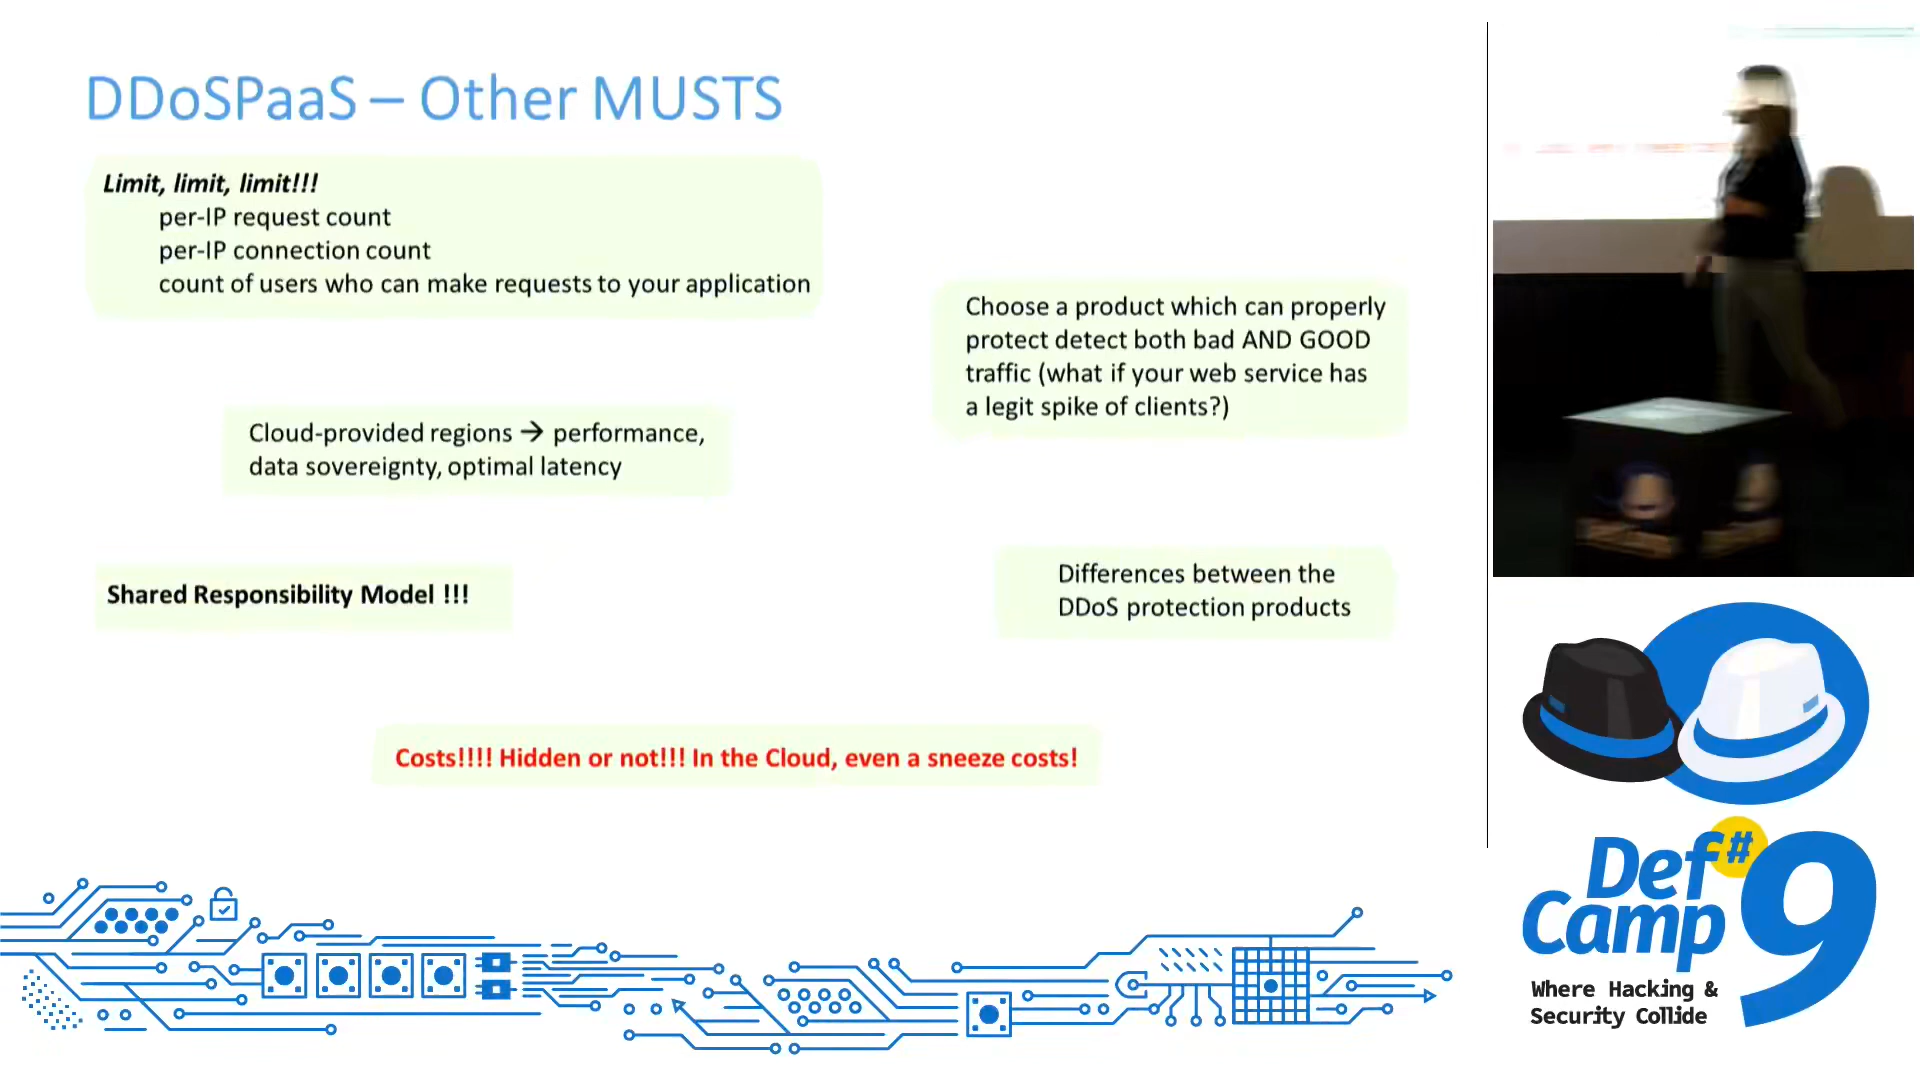 DDoSPaaS – Other MUSTS
Limit, limit, limit!!!
per-IP request count
per-IP connection count
count of users who can make requests to your application
Choose a product which can properly
protect detect both bad AND GOOD
traffic (what if your web service has
a legit spike of clients?)
Cloud-provided regions → performance,
data sovereignty, optimal latency
Shared Responsibility Model !!!
Differences between the
DDoS protection products
Costs!!!! Hidden or not!!! In the Cloud, even a sneeze costs!
Def #9
Camp
Where Hacking &
Security Collide